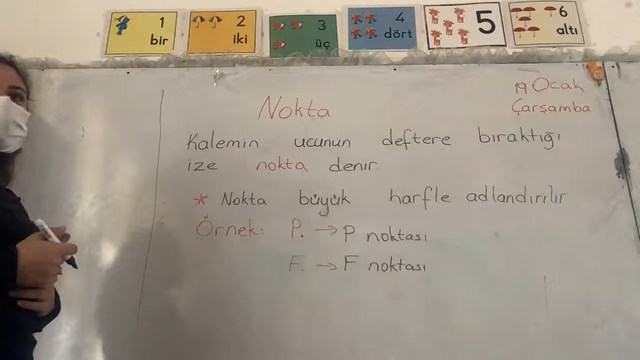 1 bir
2 iki
3 üç
4 dört
5
6 altı
19 Ocak
Çarşamba
Nokta
Kalemin ucunun deftere bıraktığı
ize nokta denir.
* Nokta büyük harfle adlandırılır
Örnek: P. → P noktası
F. → F noktası